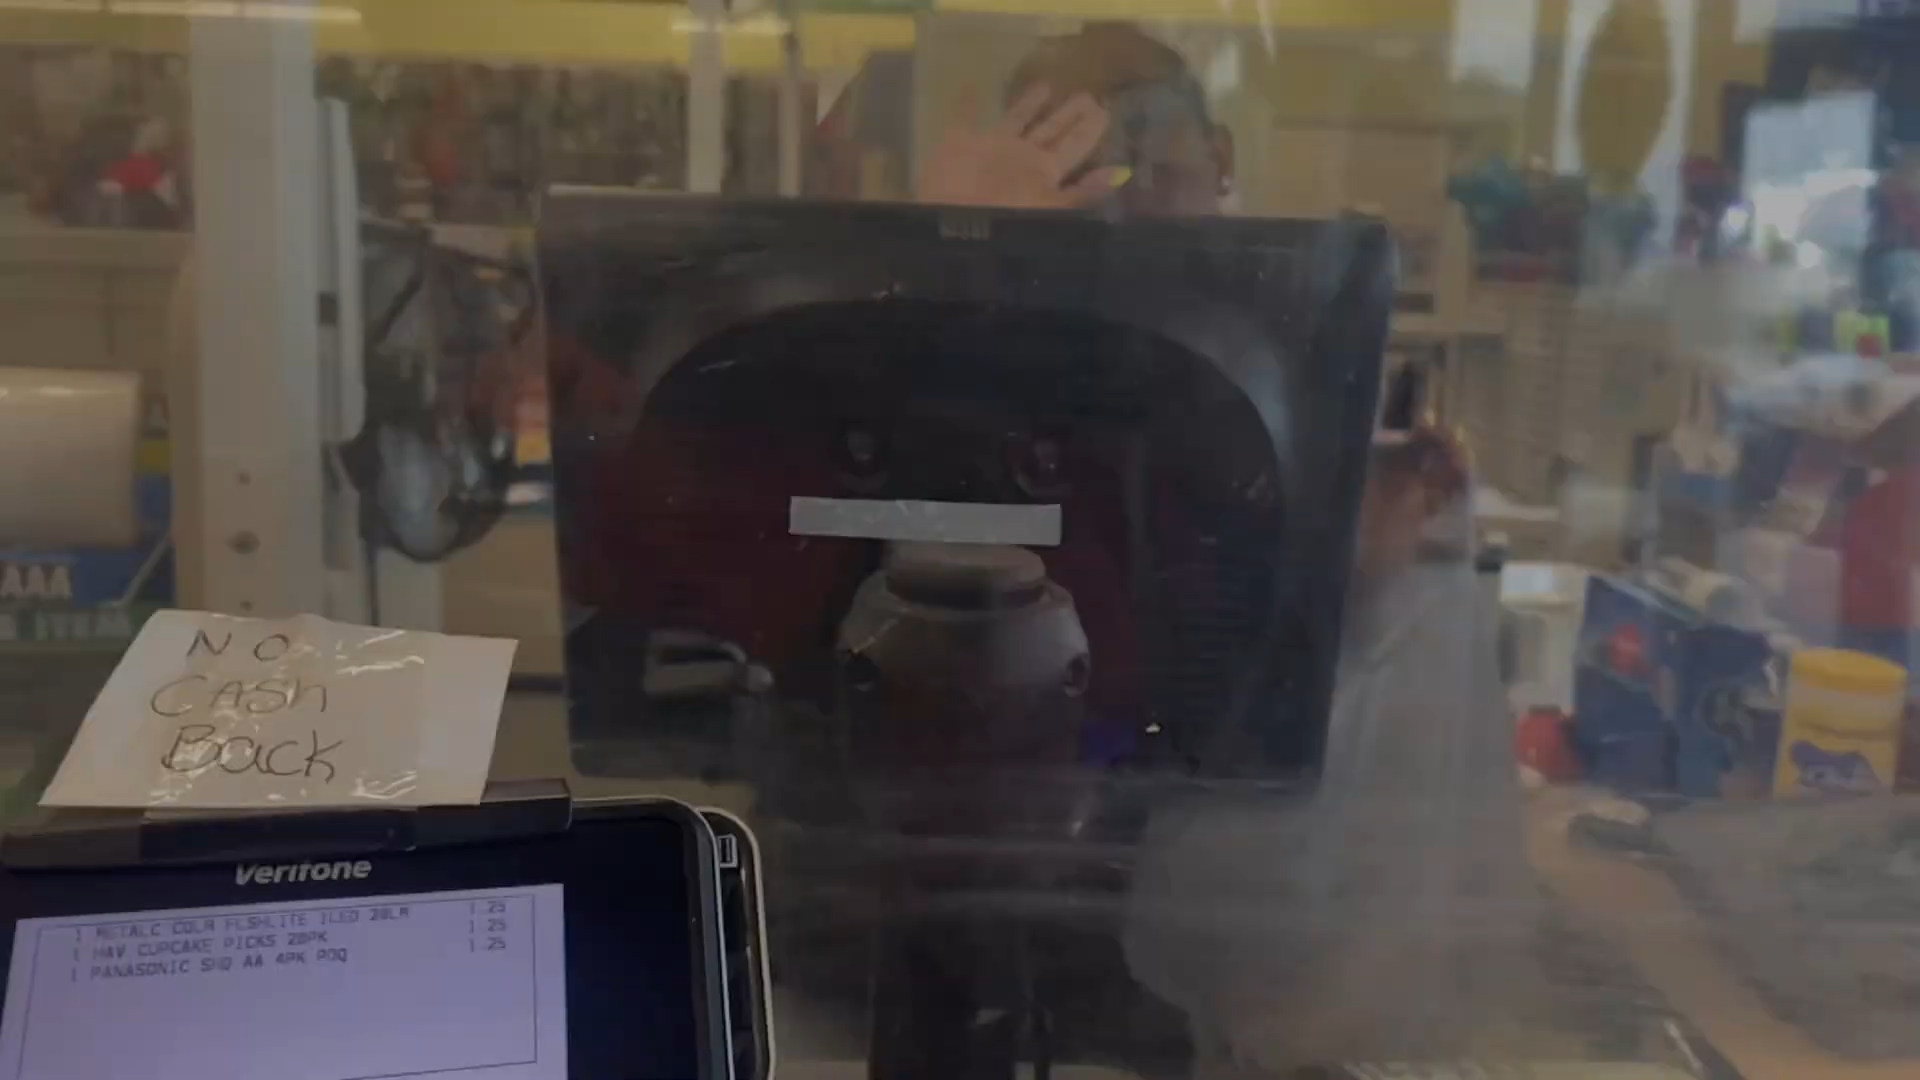 AAA
ITEM
NO
CASH
Back
Verifone
1 METALC COLR FLSHLITE 1LED 20LM 1.25
1 HAV CUPCAKE PICKS 20PK 1.25
1 PANASONIC SHD AA 4PK PDQ 1.25